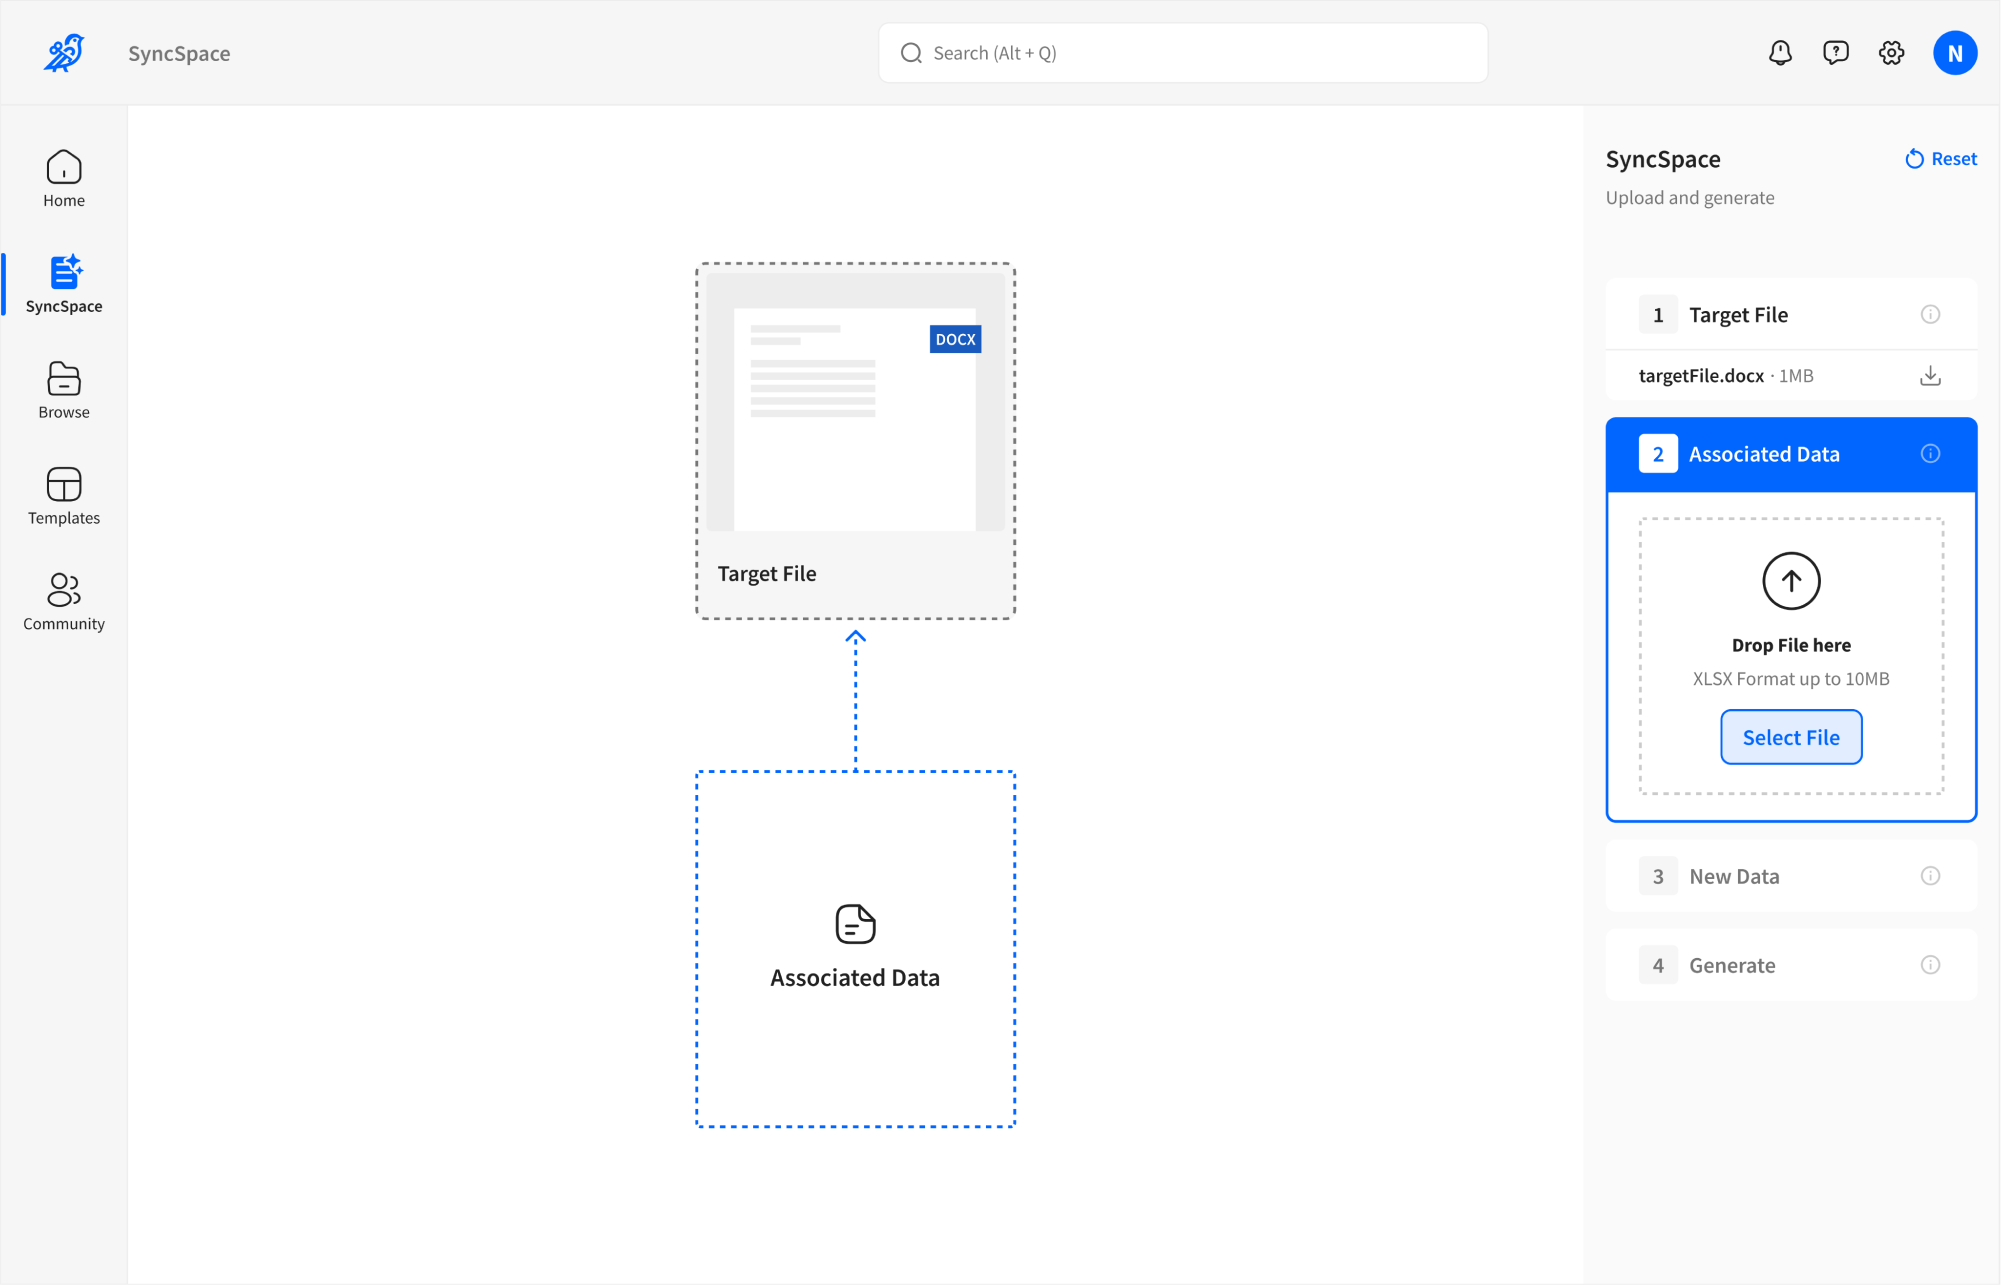 SyncSpace
Search (Alt + Q)
N
Home
SyncSpace
Browse
Templates
Community
DOCX
Target File
Associated Data
SyncSpace
Reset
Upload and generate
1 Target File
targetFile.docx · 1MB
2 Associated Data
Drop File here
XLSX Format up to 10MB
Select File
3 New Data
4 Generate